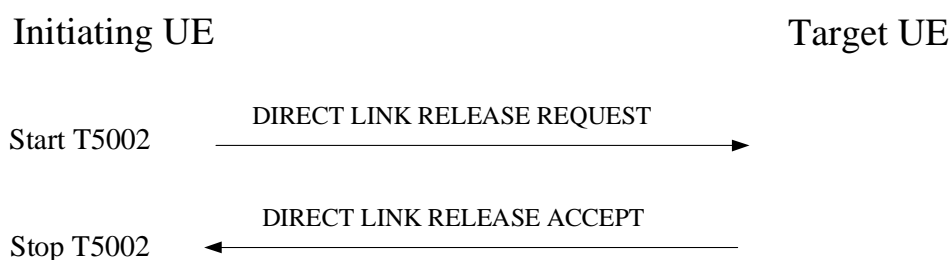 Initiating UE
Target UE
DIRECT LINK RELEASE REQUEST
Start T5002
DIRECT LINK RELEASE ACCEPT
Stop T5002